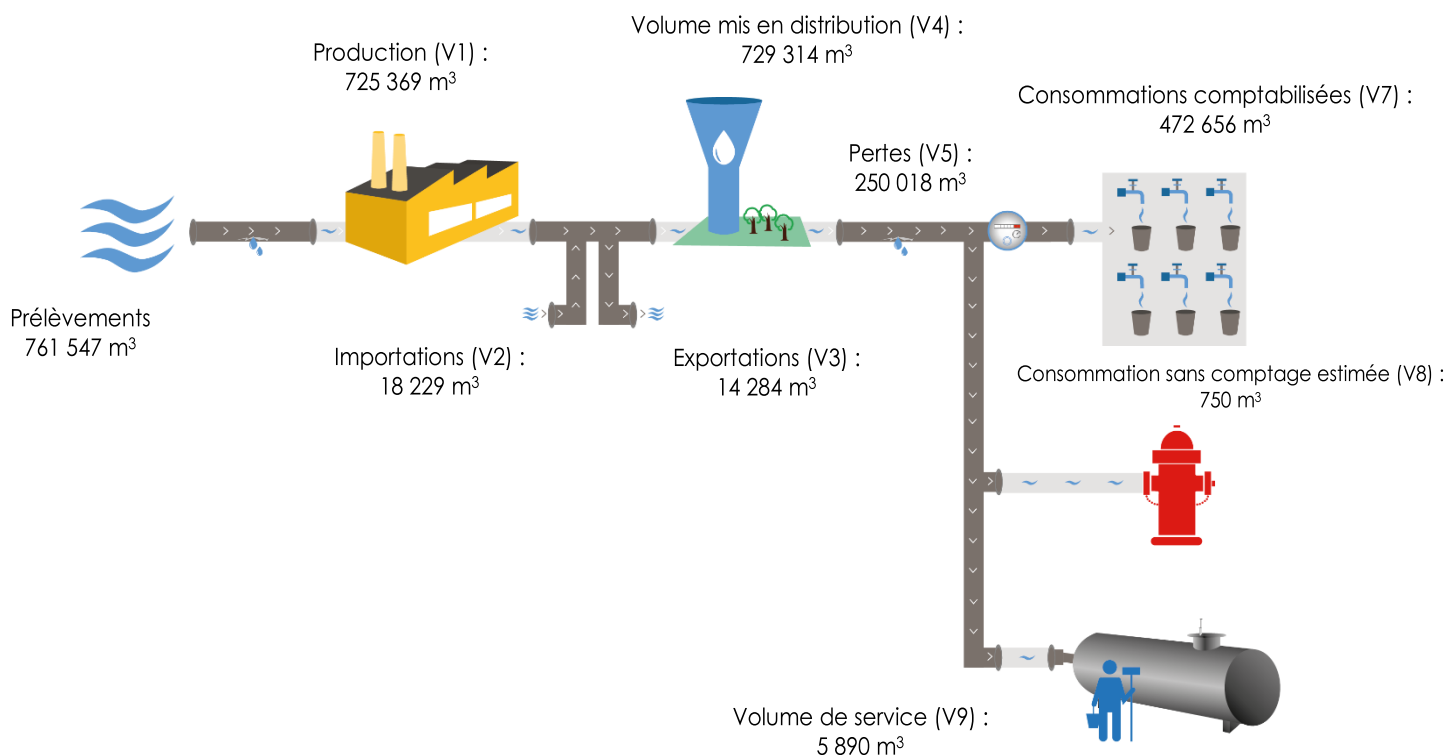 Volume mis en distribution (V4) :
729 314 m³
Production (V1) :
725 369 m³
Consommations comptabilisées (V7) :
472 656 m³
Pertes (V5) :
250 018 m³
Prélèvements
761 547 m³
Importations (V2) :
18 229 m³
Exportations (V3) :
14 284 m³
Consommation sans comptage estimée (V8) :
750 m³
Volume de service (V9) :
5 890 m³